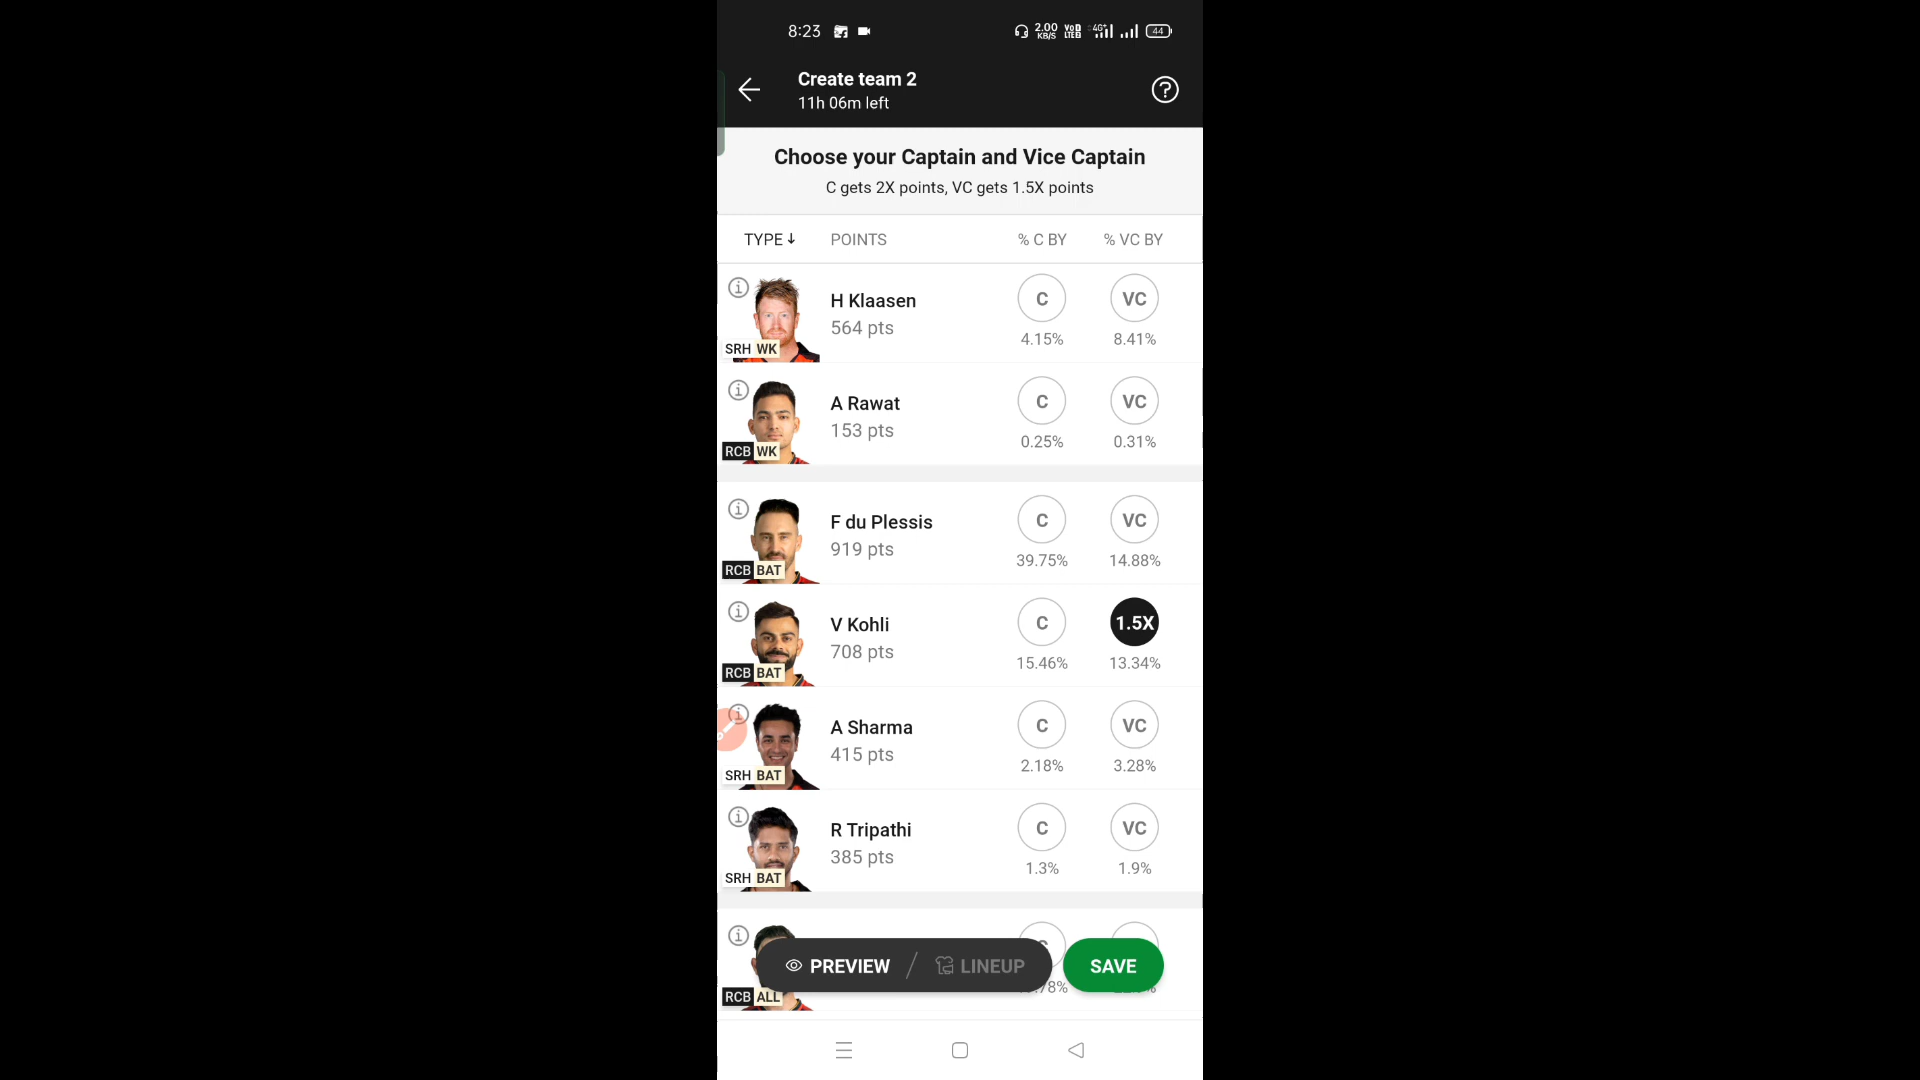 8:23 2.00 KB/S VoD LTE 4G+ 44
Create team 2
11h 06m left
Choose your Captain and Vice Captain
C gets 2X points, VC gets 1.5X points
TYPE POINTS % C BY % VC BY
H Klaasen C VC
564 pts 4.15% 8.41%
SRH WK
A Rawat C VC
153 pts 0.25% 0.31%
RCB WK
F du Plessis C VC
919 pts 39.75% 14.88%
RCB BAT
V Kohli C 1.5X
708 pts 15.46% 13.34%
RCB BAT
A Sharma C VC
415 pts 2.18% 3.28%
SRH BAT
R Tripathi C VC
385 pts 1.3% 1.9%
SRH BAT
PREVIEW / LINEUP SAVE
RCB ALL